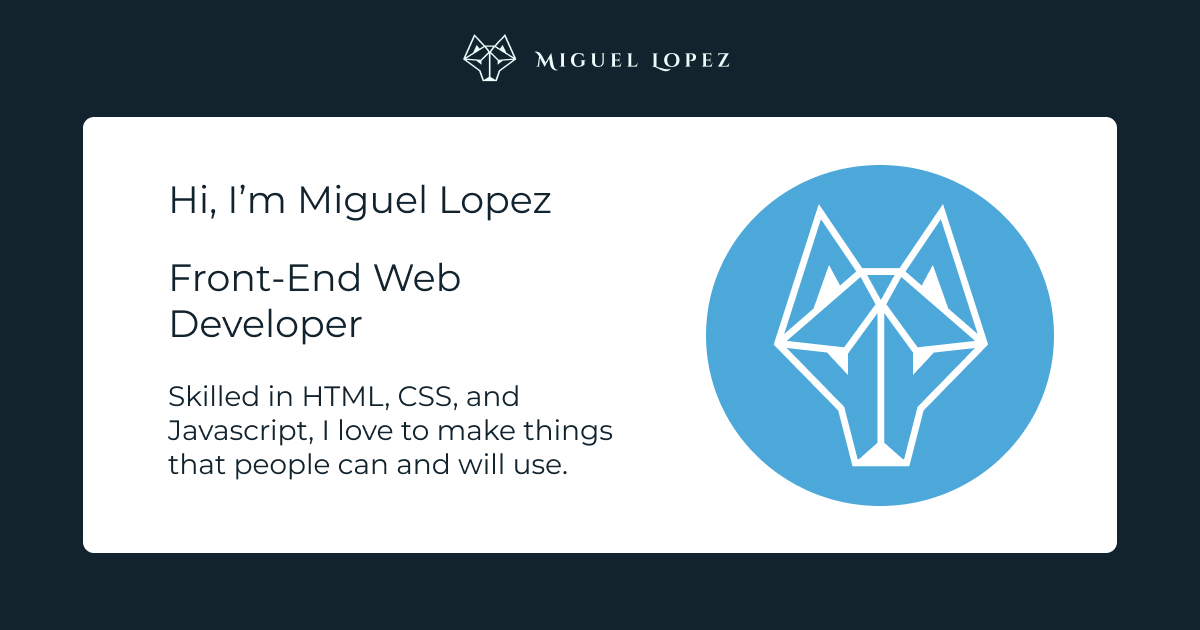 Miguel Lopez
Hi, I’m Miguel Lopez
Front-End Web
Developer
Skilled in HTML, CSS, and
Javascript, I love to make things
that people can and will use.